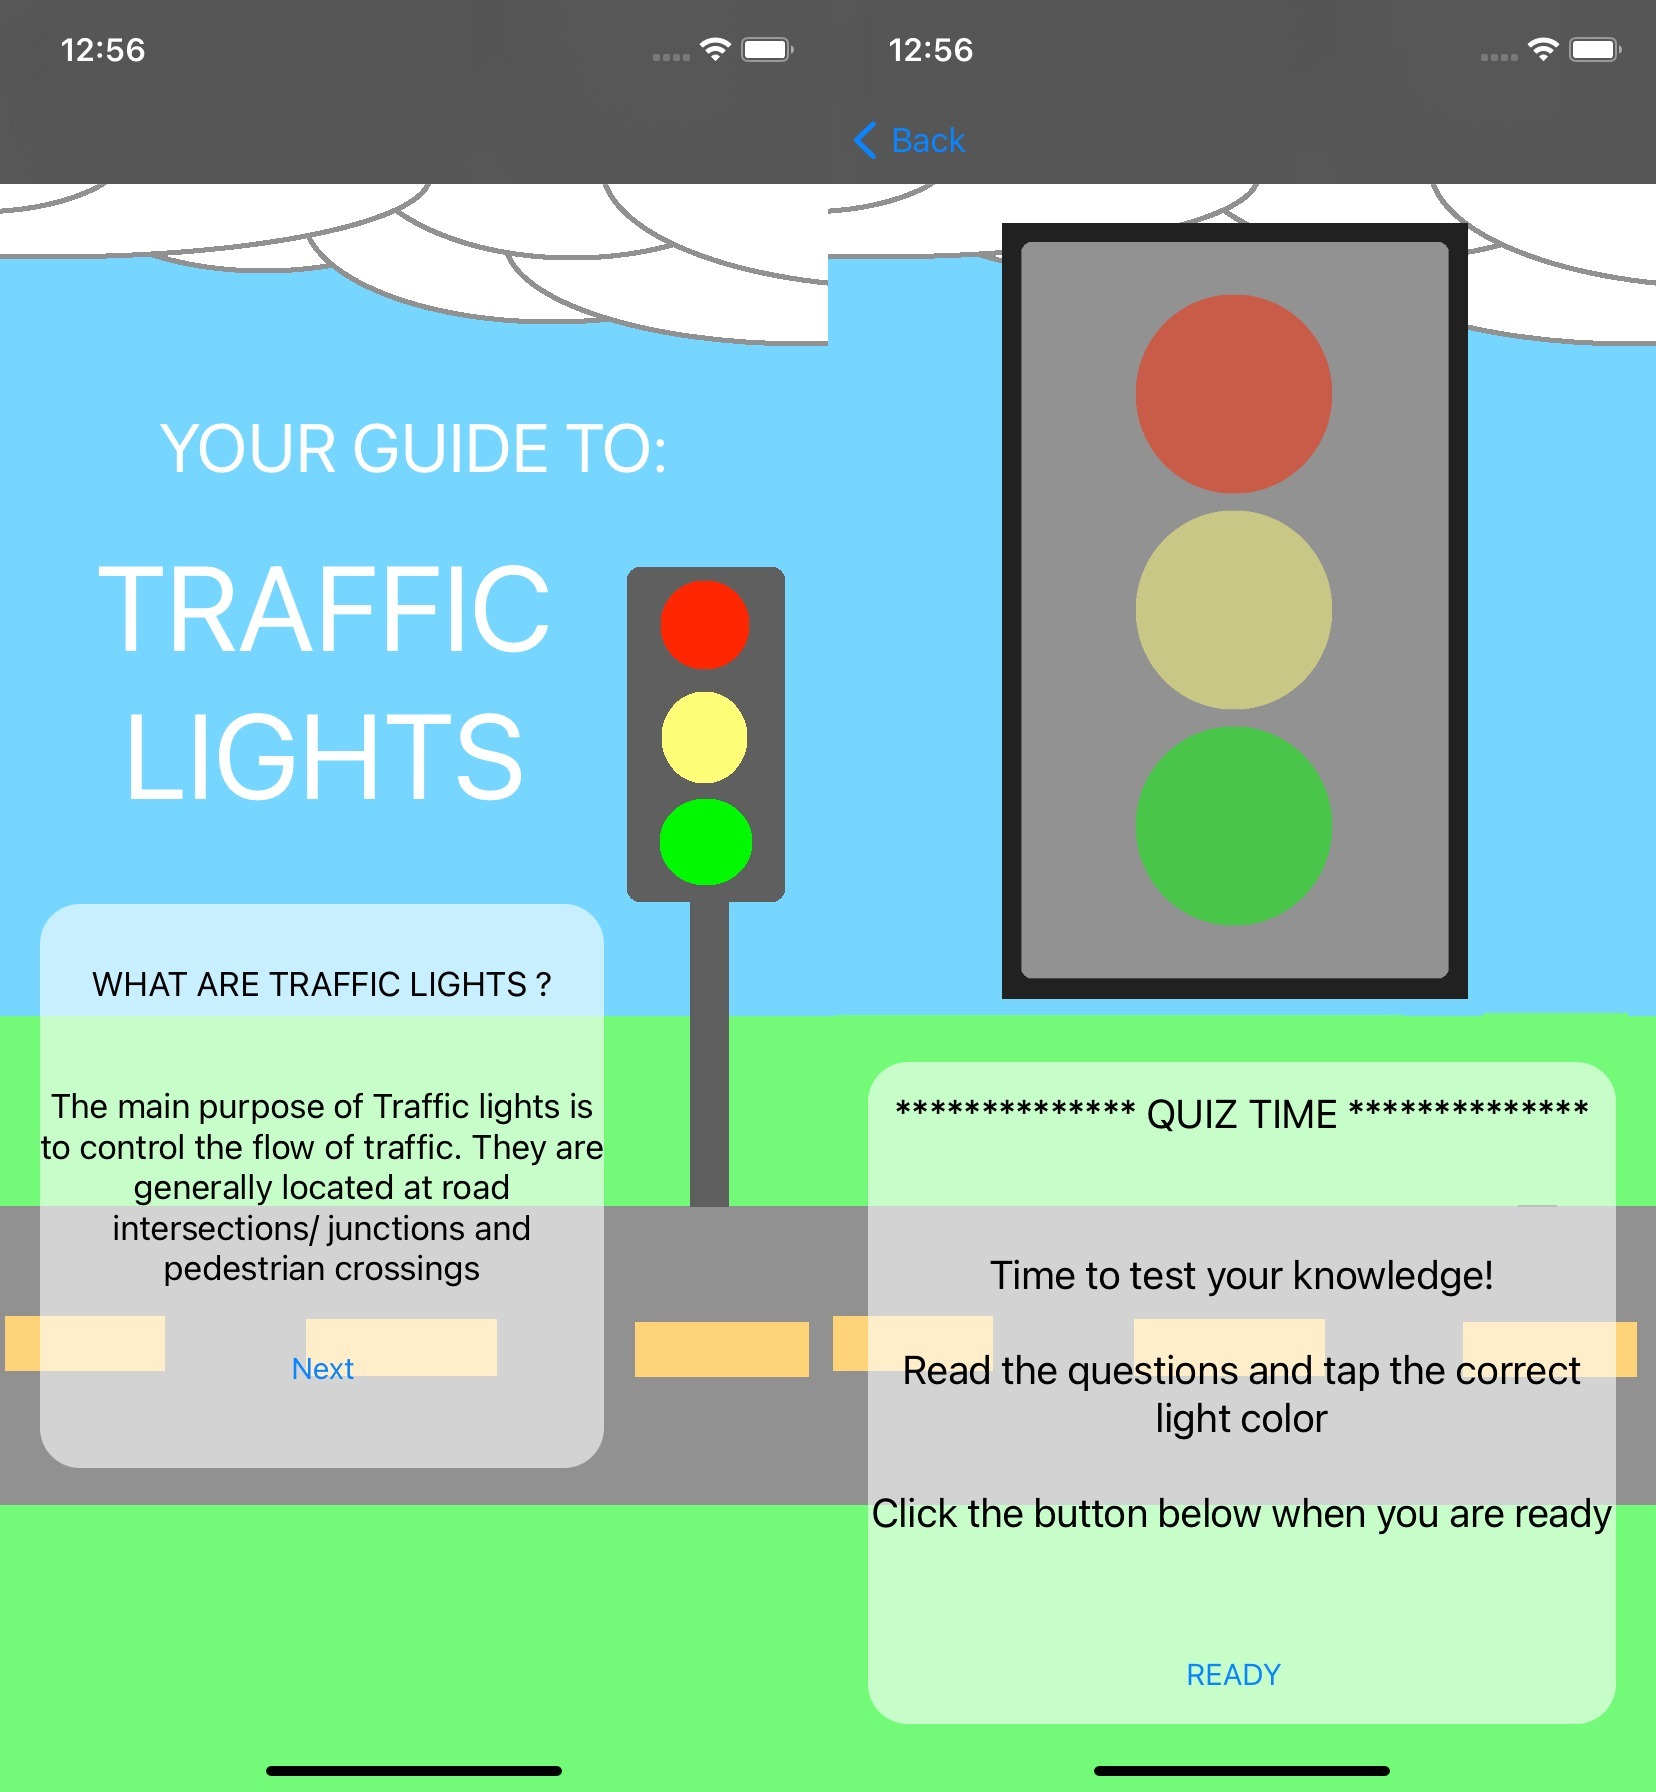 12:56
YOUR GUIDE TO:
TRAFFIC
LIGHTS
WHAT ARE TRAFFIC LIGHTS ?
The main purpose of Traffic lights is
to control the flow of traffic. They are
generally located at road
intersections/ junctions and
pedestrian crossings
Next
12:56
Back
************** QUIZ TIME **************
Time to test your knowledge!
Read the questions and tap the correct
light color
Click the button below when you are ready
READY